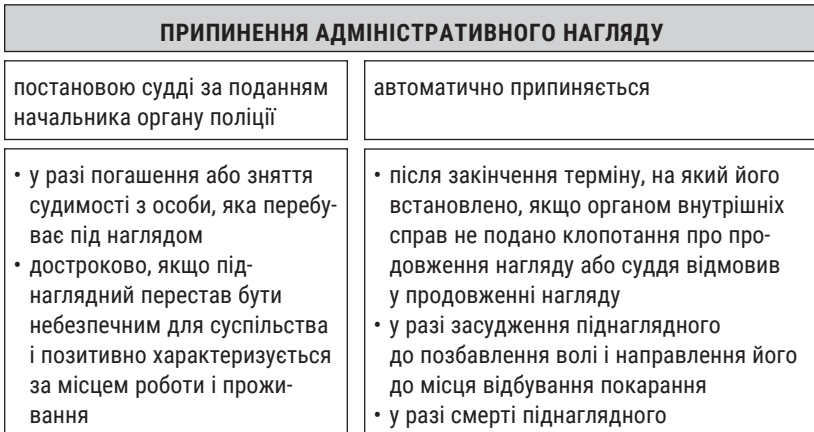 ПРИПИНЕННЯ АДМІНІСТРАТИВНОГО НАГЛЯДУ
постановою судді за поданням
начальника органу поліції
автоматично припиняється
• у разі погашення або зняття
судимості з особи, яка перебу-
ває під наглядом
• достроково, якщо під-
наглядний перестав бути
небезпечним для суспільства
і позитивно характеризується
за місцем роботи і прожи-
вання
• після закінчення терміну, на який його
встановлено, якщо органом внутрішніх
справ не подано клопотання про про-
довження нагляду або суддя відмовив
у продовженні нагляду
• у разі засудження піднаглядного
до позбавлення волі і направлення його
до місця відбування покарання
• у разі смерті піднаглядного